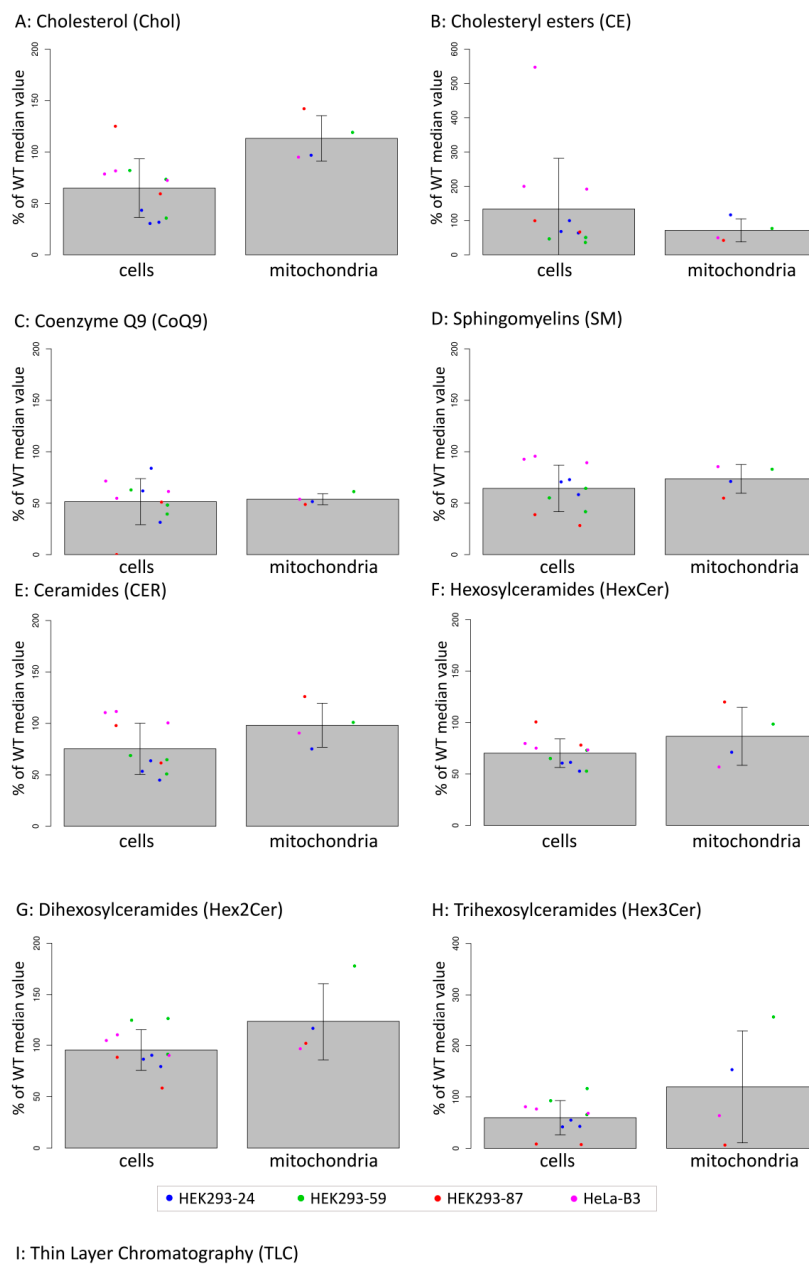 A: Cholesterol (Chol)
% of WT median value
0
50
100
150
200
cells
mitochondria
B: Cholesteryl esters (CE)
% of WT median value
0
100
200
300
400
500
600
cells
mitochondria
C: Coenzyme Q9 (CoQ9)
% of WT median value
0
50
100
150
200
cells
mitochondria
D: Sphingomyelins (SM)
% of WT median value
0
50
100
150
200
cells
mitochondria
E: Ceramides (CER)
% of WT median value
0
50
100
150
200
cells
mitochondria
F: Hexosylceramides (HexCer)
% of WT median value
0
50
100
150
200
cells
mitochondria
G: Dihexosylceramides (Hex2Cer)
% of WT median value
0
50
100
150
200
cells
mitochondria
H: Trihexosylceramides (Hex3Cer)
% of WT median value
0
100
200
300
400
cells
mitochondria
HEK293-24 HEK293-59 HEK293-87 HeLa-B3
I: Thin Layer Chromatography (TLC)